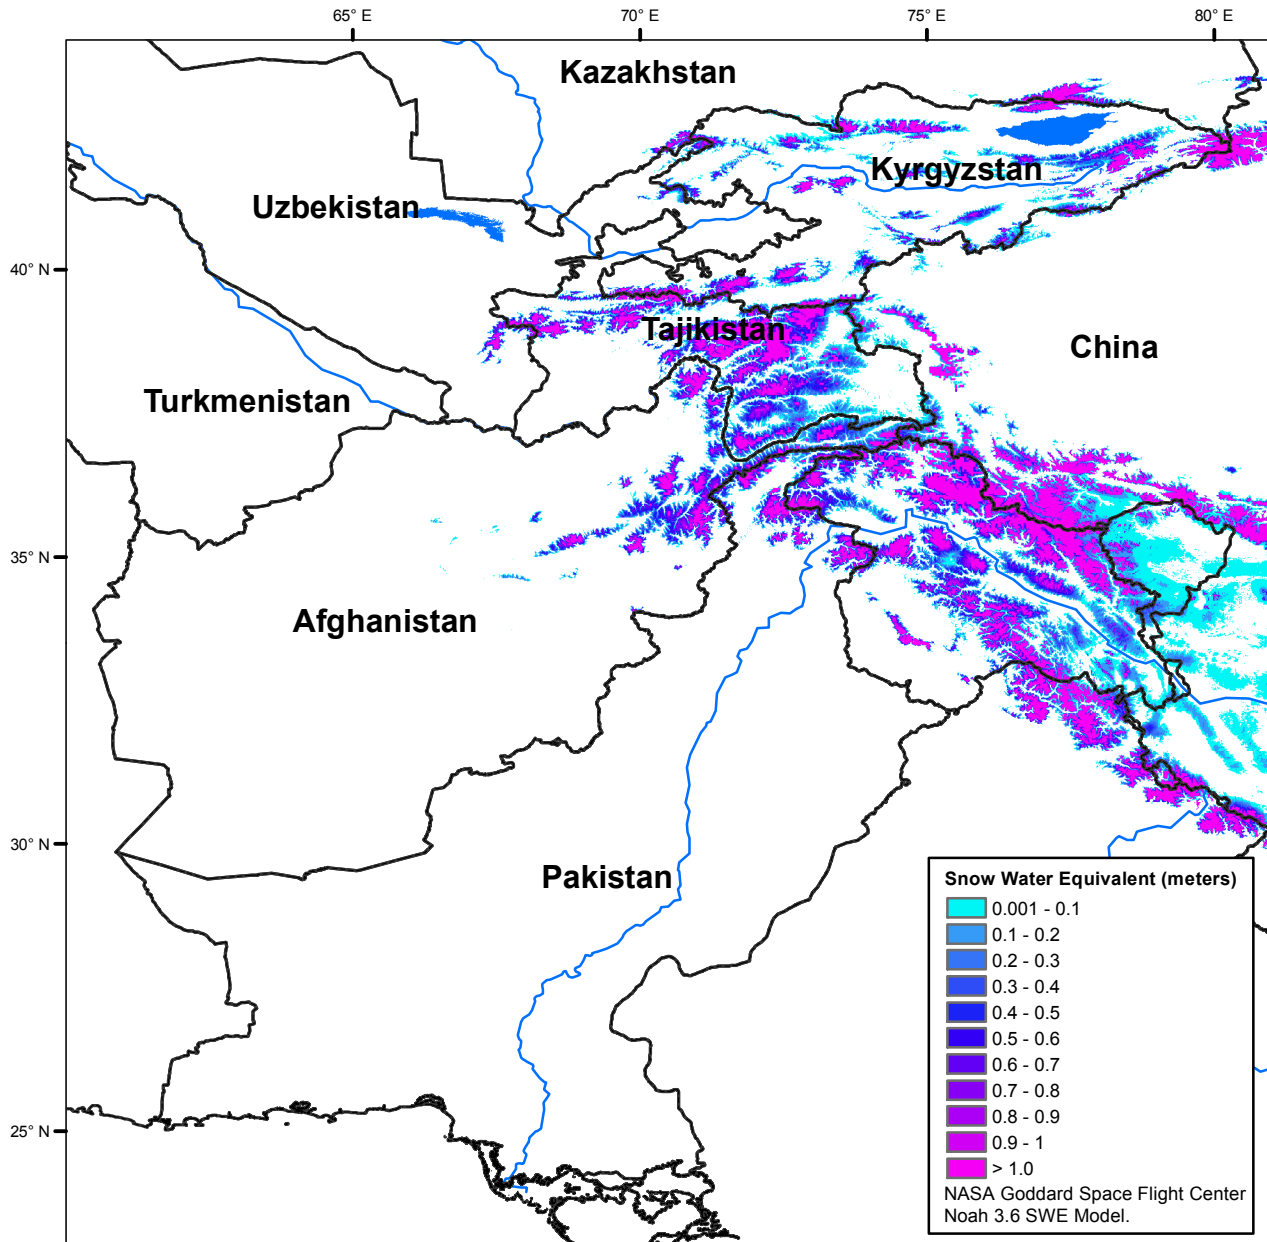 65° E
70° E
75° E
80° E
Kazakhstan
Kyrgyzstan
Uzbekistan
40° N
Tajikistan
China
Turkmenistan
35° N
Afghanistan
30° N
Pakistan
25° N
Snow Water Equivalent (meters)
0.001 - 0.1
0.1 - 0.2
0.2 - 0.3
0.3 - 0.4
0.4 - 0.5
0.5 - 0.6
0.6 - 0.7
0.7 - 0.8
0.8 - 0.9
0.9 - 1
> 1.0
NASA Goddard Space Flight Center
Noah 3.6 SWE Model.